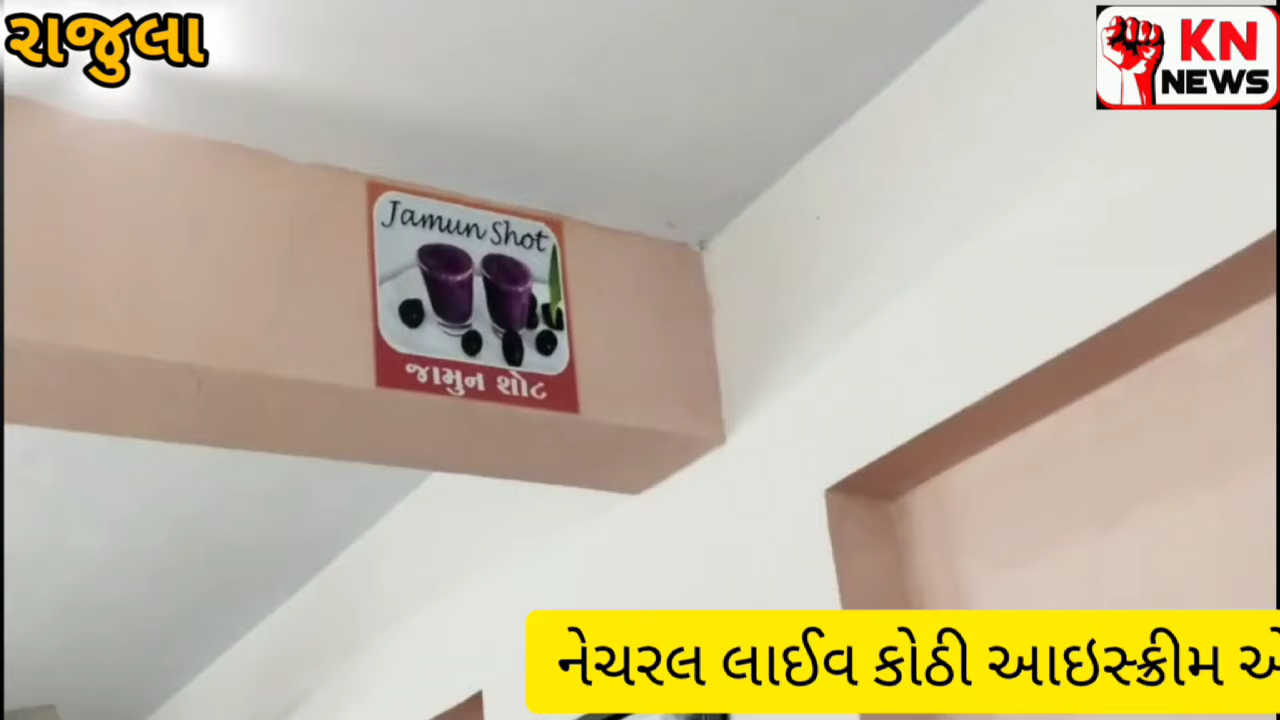 રાજુલા
KN
NEWS
Jamun Shot
જામુન શોટ
નેચરલ લાઈવ કોઠી આઇસ્ક્રીમ